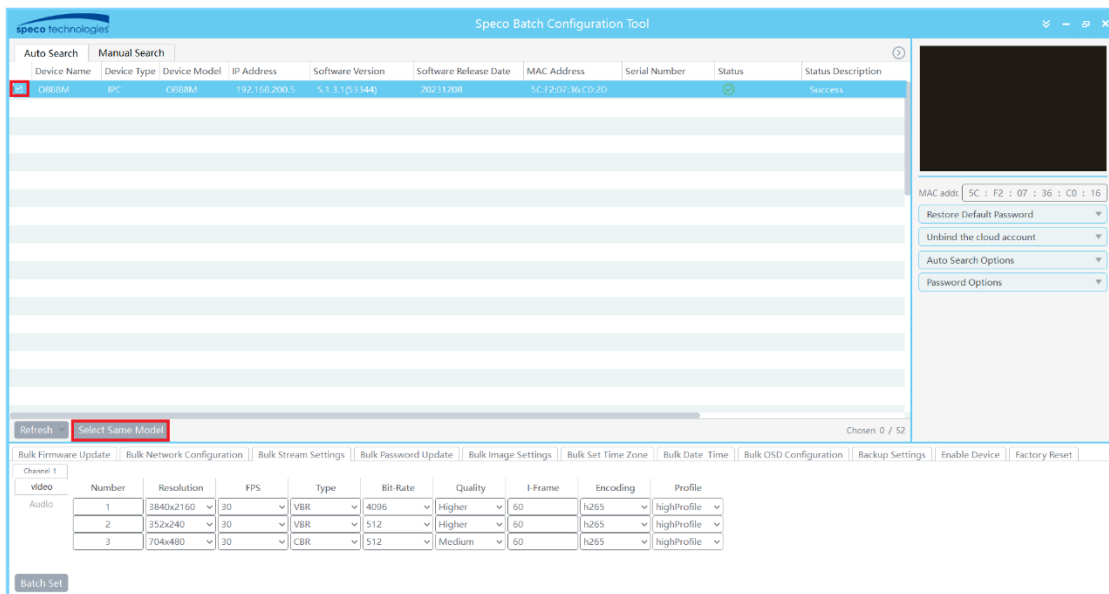 speco technologies
Speco Batch Configuration Tool
Auto Search Manual Search
Device Name Device Type Device Model IP Address Software Version Software Release Date MAC Address Serial Number Status Status Description
O8B8M IPC O8B8M 192.168.200.5 5.1.3.1(53344) 20231208 5C:F2:07:36:C0:2D Success
MAC addr. 5C : F2 : 07 : 36 : C0 : 16
Restore Default Password
Unbind the cloud account
Auto Search Options
Password Options
Refresh Select Same Model Chosen 0 / 52
Bulk Firmware Update Bulk Network Configuration Bulk Stream Settings Bulk Password Update Bulk Image Settings Bulk Set Time Zone Bulk Date Time Bulk OSD Configuration Backup Settings Enable Device Factory Reset
Channel 1
video Number Resolution FPS Type Bit-Rate Quality I-Frame Encoding Profile
Audio 1 3840x2160 30 VBR 4096 Higher 60 h265 highProfile
2 352x240 30 VBR 512 Higher 60 h265 highProfile
3 704x480 30 CBR 512 Medium 60 h265 highProfile
Batch Set